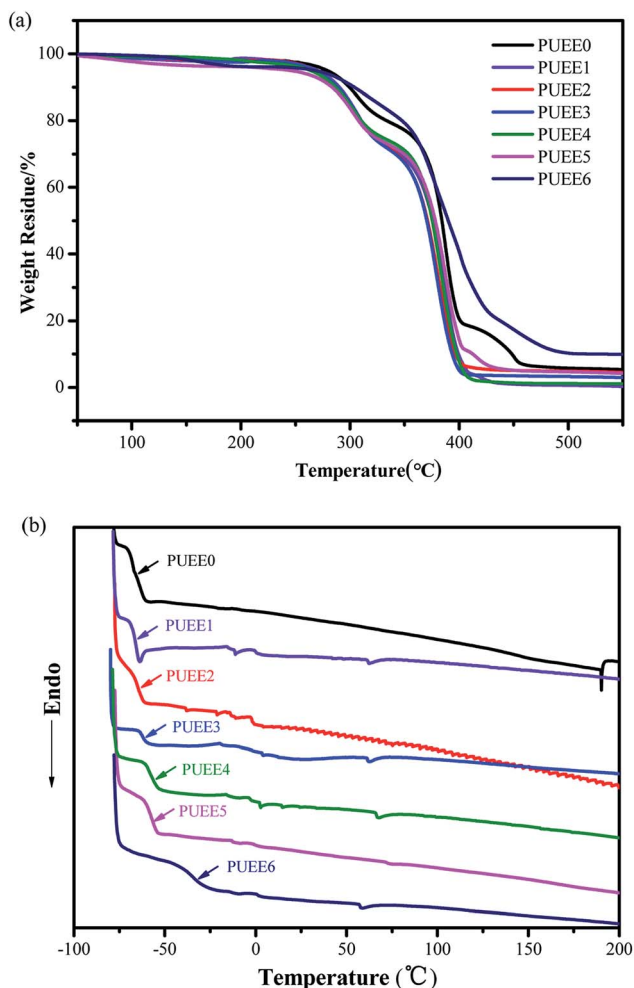 (a)
100
80
60
40
20
0
Weight Residue/%
PUEE0
PUEE1
PUEE2
PUEE3
PUEE4
PUEE5
PUEE6
100 200 300 400 500
Temperature(°C)
(b)
Endo
PUEE0
PUEE1
PUEE2
PUEE3
PUEE4
PUEE5
PUEE6
-100 -50 0 50 100 150 200
Temperature (℃)